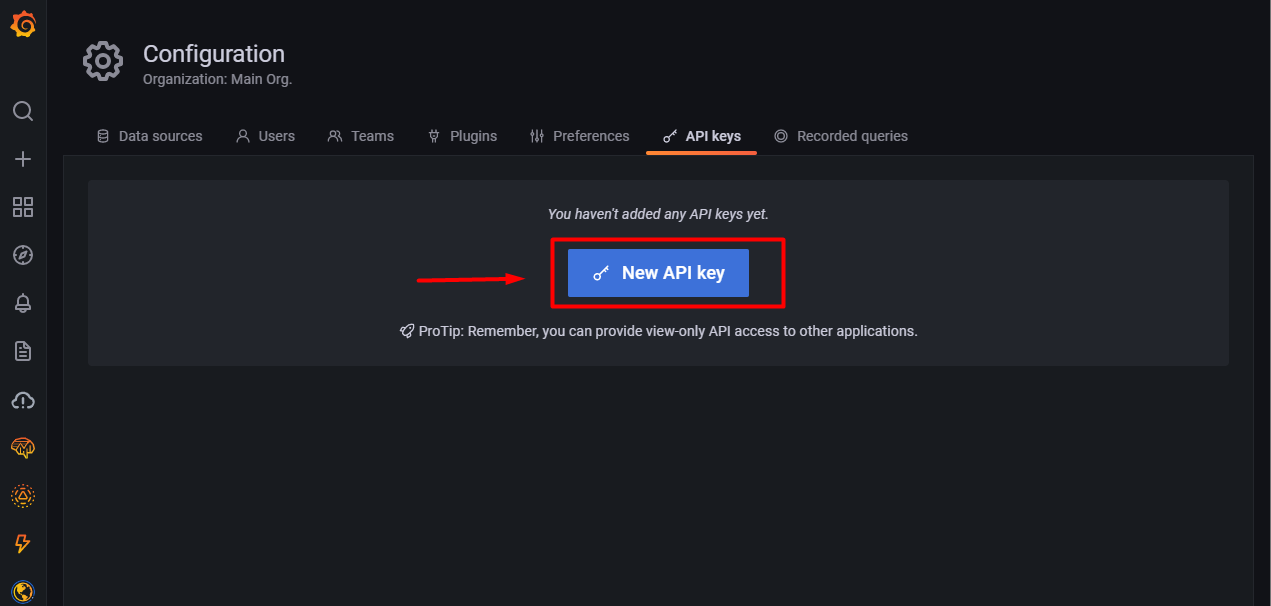 Configuration
Organization: Main Org.
Data sources Users Teams Plugins Preferences API keys Recorded queries
You haven't added any API keys yet.
New API key
ProTip: Remember, you can provide view-only API access to other applications.